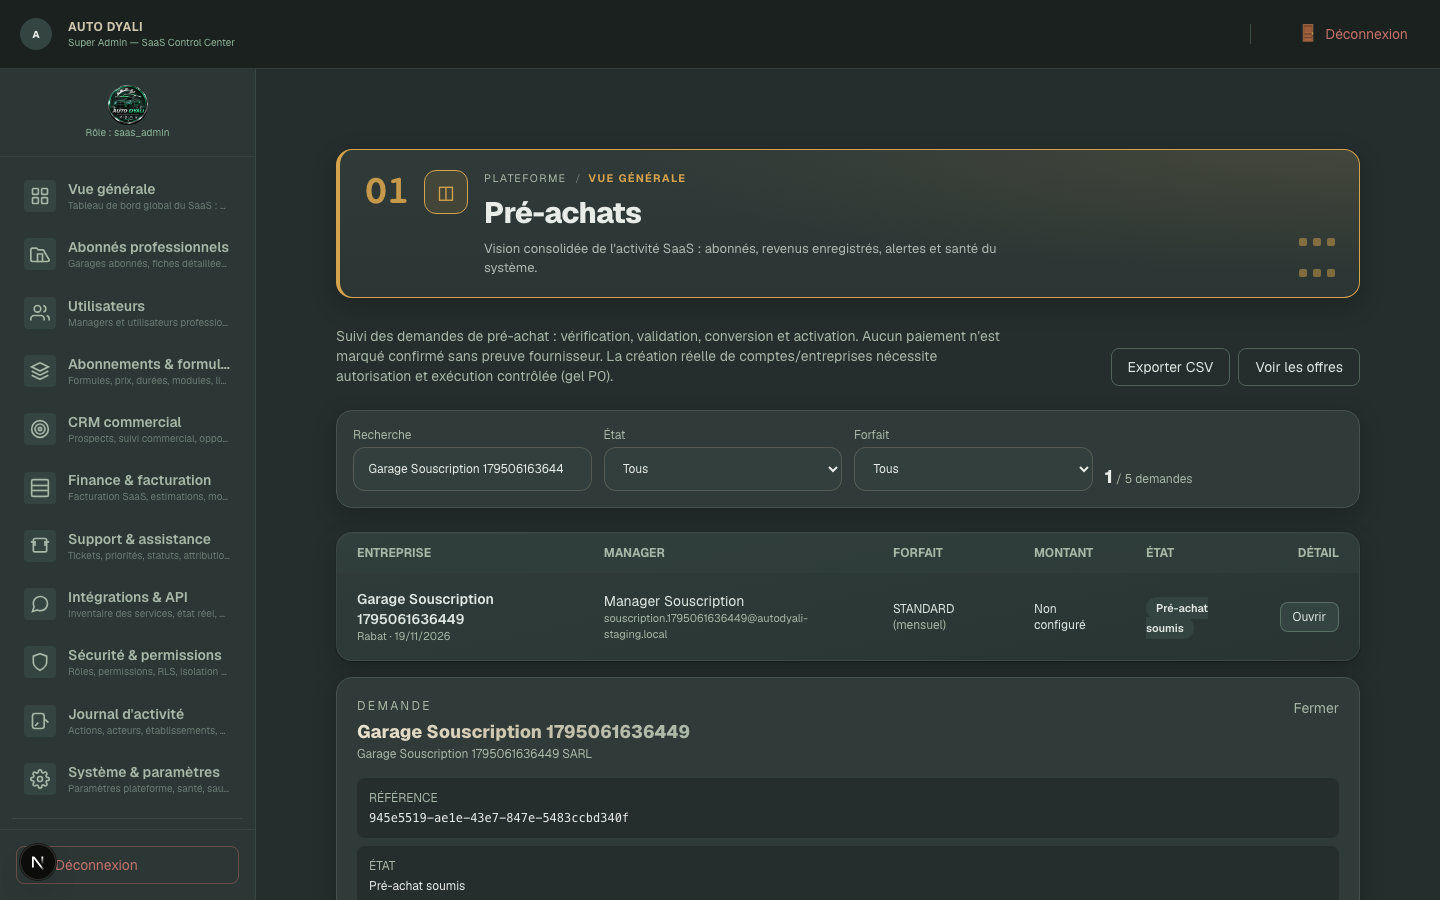 A
AUTO DYALI
Super Admin — SaaS Control Center
Déconnexion
AUTO DYALI
Rôle : saas_admin
Vue générale
Tableau de bord global du SaaS : ...
Abonnés professionnels
Garages abonnés, fiches détaillée...
Utilisateurs
Managers et utilisateurs professio...
Abonnements & formul...
Formules, prix, durées, modules, li...
CRM commercial
Prospects, suivi commercial, oppo...
Finance & facturation
Facturation SaaS, estimations, mo...
Support & assistance
Tickets, priorités, statuts, attributio...
Intégrations & API
Inventaire des services, état réel, ...
Sécurité & permissions
Rôles, permissions, RLS, isolation ...
Journal d'activité
Actions, acteurs, établissements, ...
Système & paramètres
Paramètres plateforme, santé, sau...
N
Déconnexion
01
PLATEFORME / VUE GÉNÉRALE
Pré-achats
Vision consolidée de l'activité SaaS : abonnés, revenus enregistrés, alertes et santé du
système.
Suivi des demandes de pré-achat : vérification, validation, conversion et activation. Aucun paiement n'est
marqué confirmé sans preuve fournisseur. La création réelle de comptes/entreprises nécessite
autorisation et exécution contrôlée (gel P0).
Exporter CSV
Voir les offres
Recherche
État
Forfait
Garage Souscription 179506163644
Tous
Tous
1 / 5 demandes
ENTREPRISE
MANAGER
FORFAIT
MONTANT
ÉTAT
DÉTAIL
Garage Souscription
1795061636449
Rabat · 19/11/2026
Manager Souscription
souscription.1795061636449@autodyali-
staging.local
STANDARD
(mensuel)
Non
configuré
Pré-achat
soumis
Ouvrir
DEMANDE
Fermer
Garage Souscription 1795061636449
Garage Souscription 1795061636449 SARL
RÉFÉRENCE
945e5519-ae1e-43e7-847e-5483ccbd340f
ÉTAT
Pré-achat soumis